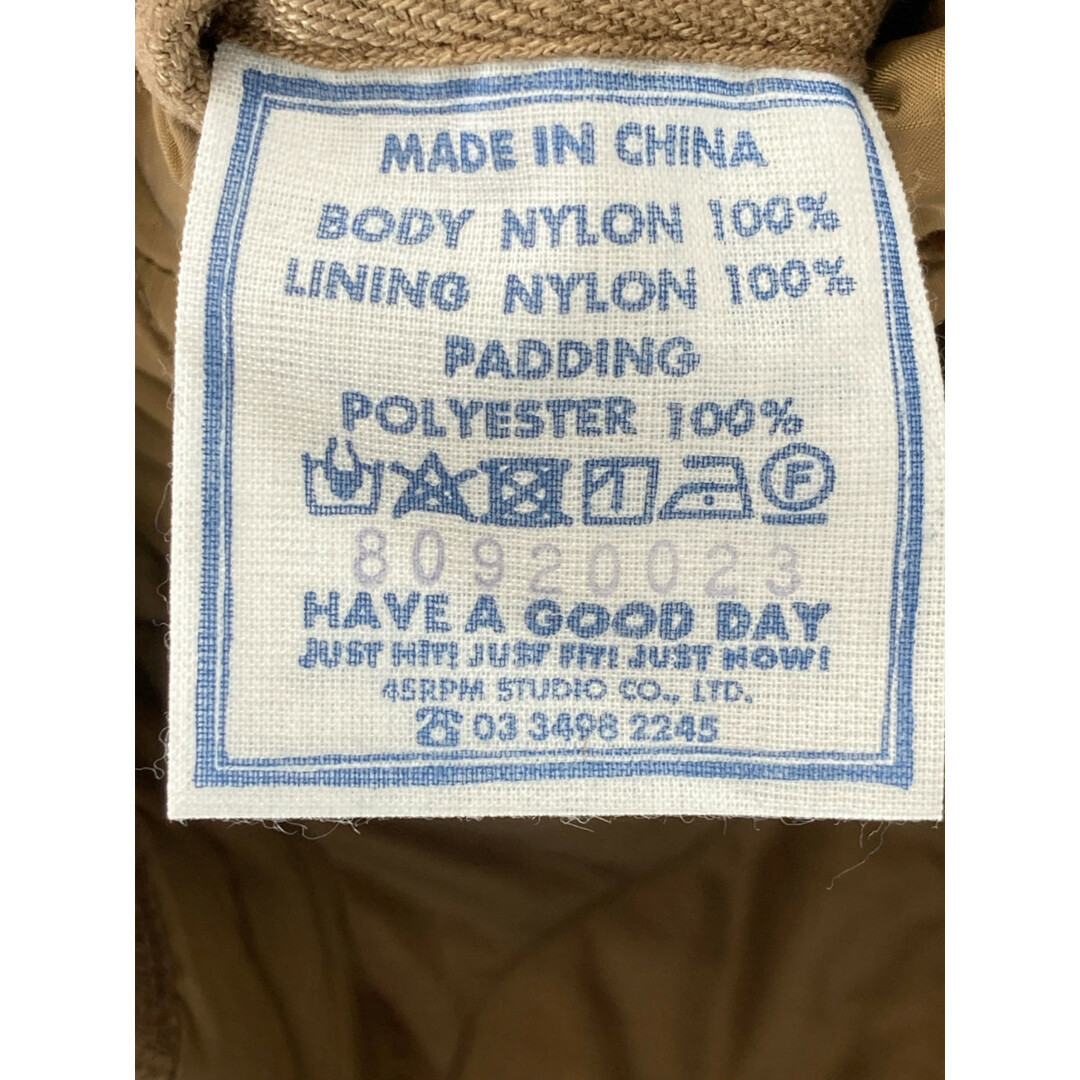 MADE IN CHINA
BODY NYLON 100%
LINING NYLON 100%
PADDING
POLYESTER 100%
F
80920023
HAVE A GOOD DAY
JUST HIT! JUST FIT! JUST NOW!
45RPM STUDIO CO., LTD.
☎ 03 3498 2245